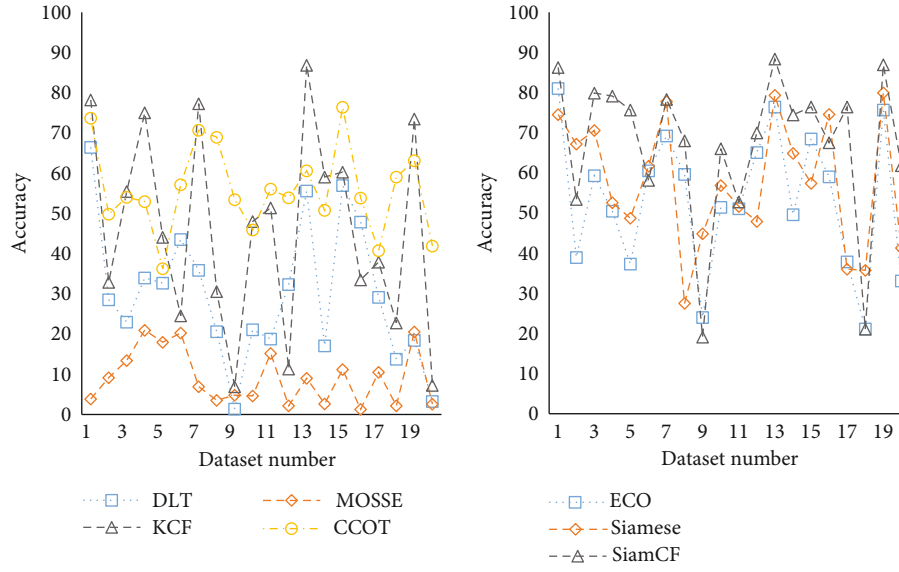 100
90
80
70
60
50
40
30
20
10
0
Accuracy
1 3 5 7 9 11 13 15 17 19
Dataset number
DLT MOSSE
KCF CCOT
100
90
80
70
60
50
40
30
20
10
0
Accuracy
1 3 5 7 9 11 13 15 17 19
Dataset number
ECO
Siamese
SiamCF